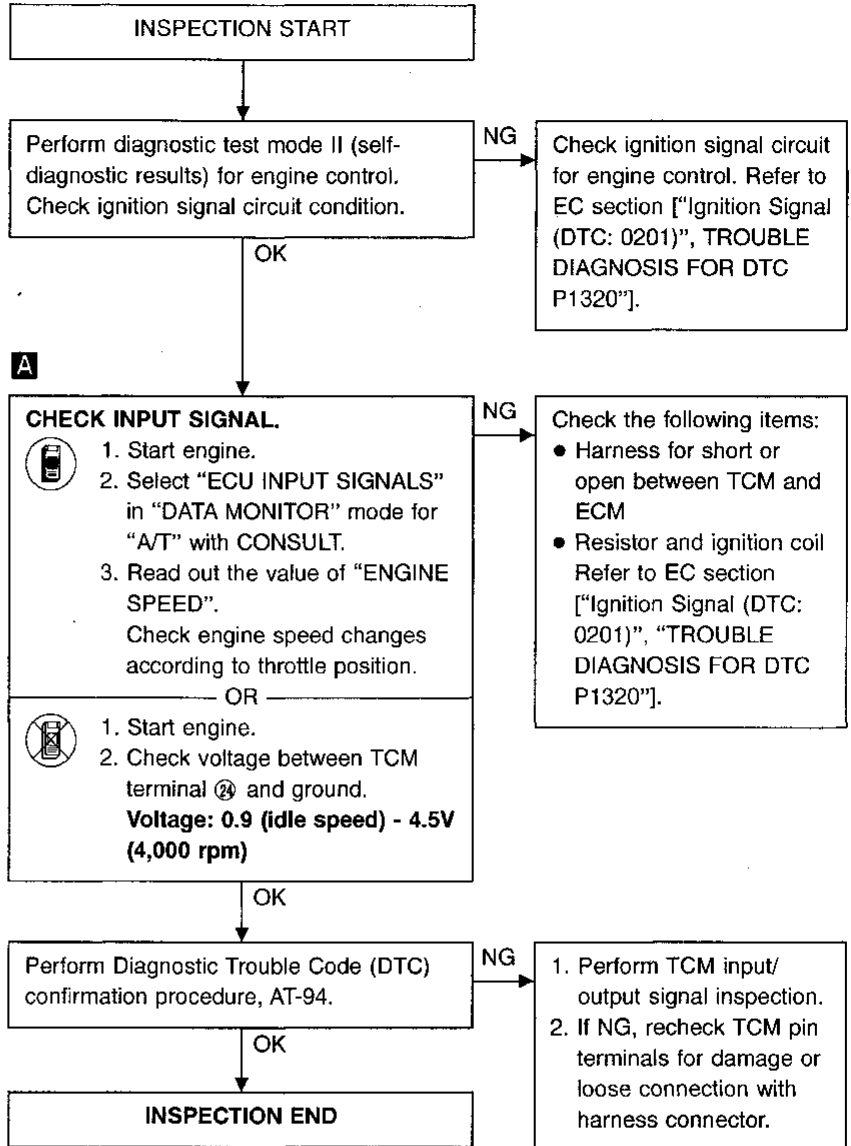 INSPECTION START
Perform diagnostic test mode II (self-
diagnostic results) for engine control.
Check ignition signal circuit condition.
NG
Check ignition signal circuit
for engine control. Refer to
EC section ["Ignition Signal
(DTC: 0201)", TROUBLE
DIAGNOSIS FOR DTC
P1320"].
OK
A
CHECK INPUT SIGNAL.
1. Start engine.
2. Select "ECU INPUT SIGNALS"
in "DATA MONITOR" mode for
"A/T" with CONSULT.
3. Read out the value of "ENGINE
SPEED".
Check engine speed changes
according to throttle position.
OR
1. Start engine.
2. Check voltage between TCM
terminal ㉔ and ground.
Voltage: 0.9 (idle speed) - 4.5V
(4,000 rpm)
NG
Check the following items:
● Harness for short or
open between TCM and
ECM
● Resistor and ignition coil
Refer to EC section
["Ignition Signal (DTC:
0201)", "TROUBLE
DIAGNOSIS FOR DTC
P1320"].
OK
Perform Diagnostic Trouble Code (DTC)
confirmation procedure, AT-94.
NG
1. Perform TCM input/
output signal inspection.
2. If NG, recheck TCM pin
terminals for damage or
loose connection with
harness connector.
OK
INSPECTION END